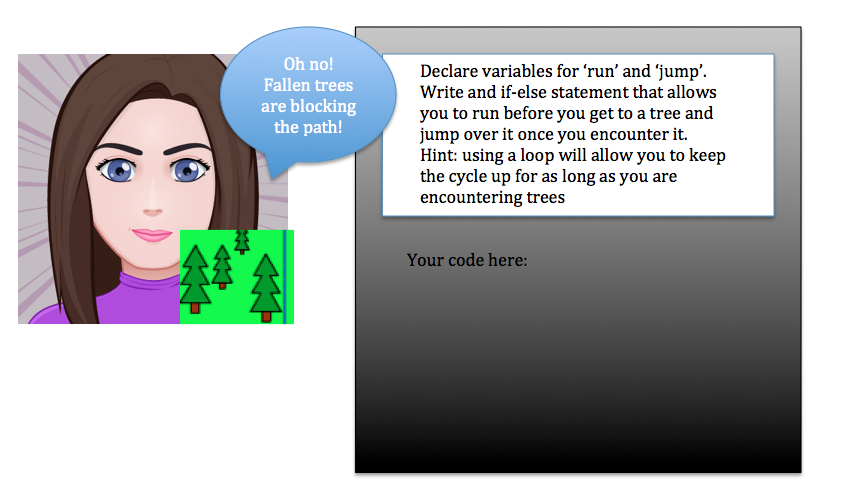 Oh no!
Fallen trees
are blocking
the path!
Declare variables for ‘run’ and ‘jump’.
Write and if-else statement that allows
you to run before you get to a tree and
jump over it once you encounter it.
Hint: using a loop will allow you to keep
the cycle up for as long as you are
encountering trees
Your code here: